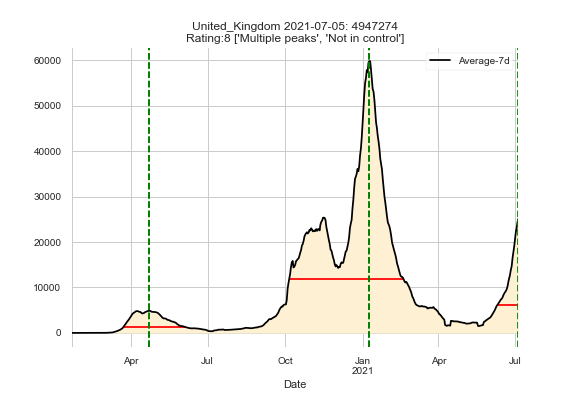 United_Kingdom 2021-07-05: 4947274
Rating:8 ['Multiple peaks', 'Not in control']
Average-7d
60000
50000
40000
30000
20000
10000
0
Apr
Jul
Oct
Jan
2021
Apr
Jul
Date